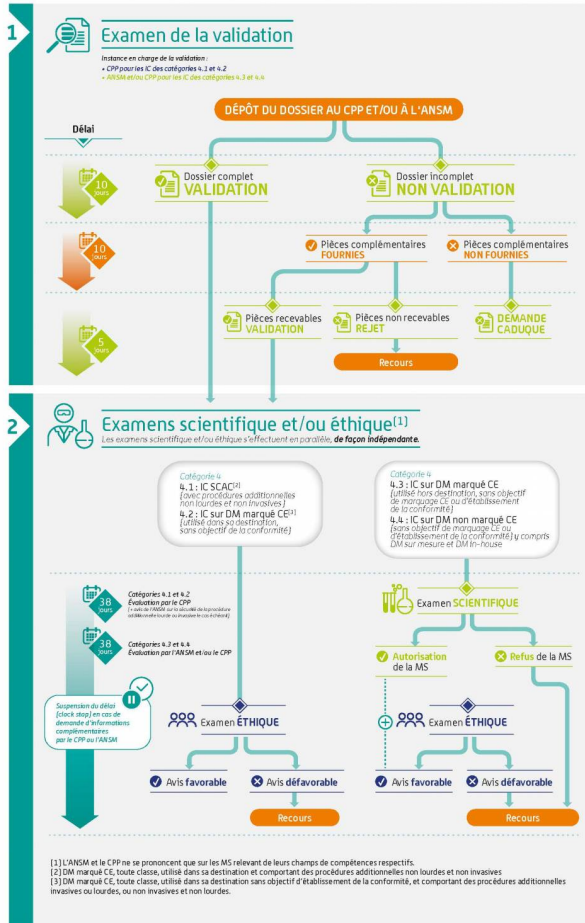 1
Examen de la validation
Instance en charge de la validation :
• CPP pour les IC des catégories 4.1 et 4.2
• ANSM et/ou CPP pour les IC des catégories 4.3 et 4.4
DÉPÔT DU DOSSIER AU CPP ET/OU À L'ANSM
Délai
10
jours
Dossier complet
VALIDATION
Dossier incomplet
NON VALIDATION
10
jours
Pièces complémentaires
FOURNIES
Pièces complémentaires
NON FOURNIES
5
jours
Pièces recevables
VALIDATION
Pièces non recevables
REJET
DEMANDE
CADUQUE
Recours
2
Examens scientifique et/ou éthique(1)
Les examens scientifique et/ou éthique s'effectuent en parallèle, de façon indépendante.
Catégorie 4
4.1 : IC SCAC[2]
[avec procédures additionnelles
non lourdes et non invasives]
4.2 : IC sur DM marqué CE[3]
[utilisé dans sa destination,
sans objectif de la conformité]
Catégorie 4
4.3 : IC sur DM marqué CE
[utilisé hors destination, sans objectif
de marquage CE ou d'établissement
de la conformité]
4.4 : IC sur DM non marqué CE
[sans objectif de marquage CE ou
d'établissement de la conformité] y compris
DM sur mesure et DM In-house
38
jours
Catégories 4.1 et 4.2
Évaluation par le CPP
[+ avis de l'ANSM sur la sécurité de la procédure
additionnelle lourde ou invasive le cas échéant]
38
jours
Catégories 4.3 et 4.4
Évaluation par l'ANSM et/ou le CPP
Examen SCIENTIFIQUE
Autorisation
de la MS
Refus de la MS
Suspension du délai
[clock stop] en cas de
demande d'informations
complémentaires
par le CPP ou l'ANSM
Examen ÉTHIQUE
Examen ÉTHIQUE
Avis favorable
Avis défavorable
Avis favorable
Avis défavorable
Recours
Recours
[1] L'ANSM et le CPP ne se prononcent que sur les MS relevant de leurs champs de compétences respectifs.
[2] DM marqué CE, toute classe, utilisé dans sa destination et comportant des procédures additionnelles non lourdes et non invasives
[3] DM marqué CE, toute classe, utilisé dans sa destination sans objectif d'établissement de la conformité, et comportant des procédures additionnelles
invasives ou lourdes, ou non invasives et non lourdes.